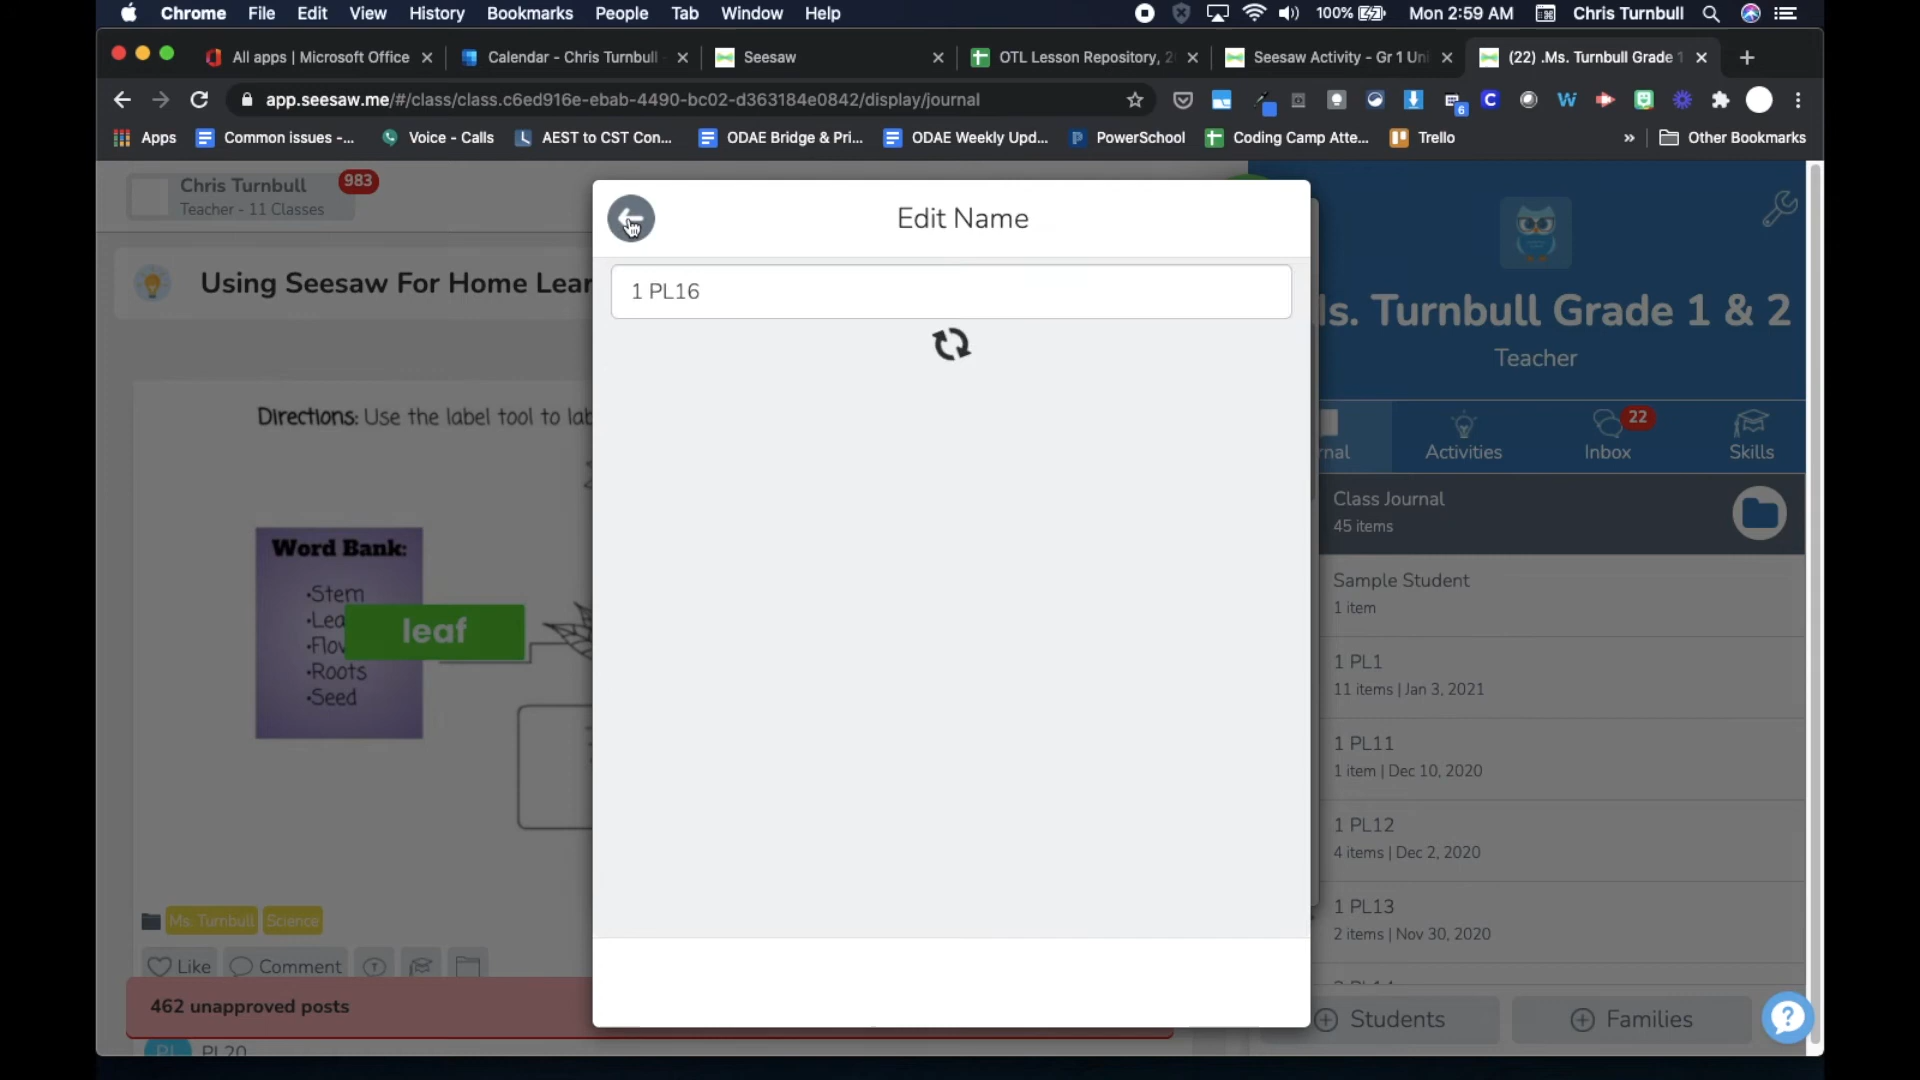 Chrome File Edit View History Bookmarks People Tab Window Help 100% Mon 2:59 AM Chris Turnbull
All apps | Microsoft Office Calendar - Chris Turnbull Seesaw OTL Lesson Repository, 2 Seesaw Activity - Gr 1 Uni (22) .Ms. Turnbull Grade 1
app.seesaw.me/#/class/class.c6ed916e-ebab-4490-bc02-d363184e0842/display/journal
Apps Common issues -... Voice - Calls AEST to CST Con... ODAE Bridge & Pri... ODAE Weekly Upd... PowerSchool Coding Camp Atte... Trello » Other Bookmarks
Chris Turnbull 983
Teacher - 11 Classes
Using Seesaw For Home Lear
Directions: Use the label tool to lab
Word Bank:
•Stem
•Lea
•Flow
•Roots
•Seed
leaf
Ms. Turnbull Science
Like Comment
462 unapproved posts
PL PL20
Edit Name
1 PL16
Ms. Turnbull Grade 1 & 2
Teacher
rnal Activities Inbox 22 Skills
Class Journal
45 items
Sample Student
1 item
1 PL1
11 items | Jan 3, 2021
1 PL11
1 item | Dec 10, 2020
1 PL12
4 items | Dec 2, 2020
1 PL13
2 items | Nov 30, 2020
Students Families